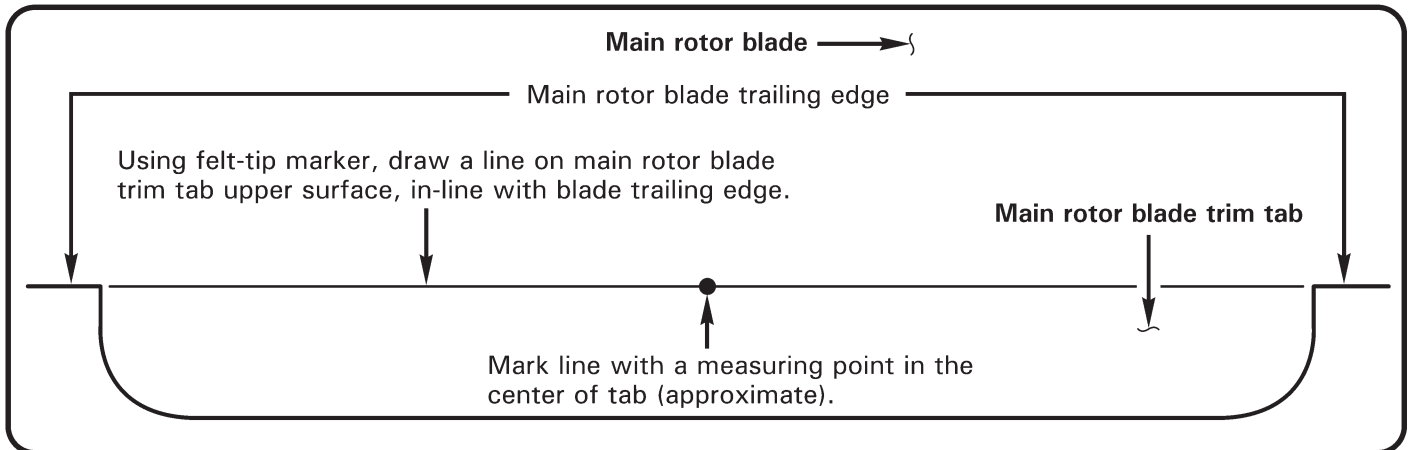 Main rotor blade
Main rotor blade trailing edge
Using felt-tip marker, draw a line on main rotor blade
trim tab upper surface, in-line with blade trailing edge.
Main rotor blade trim tab
Mark line with a measuring point in the
center of tab (approximate).